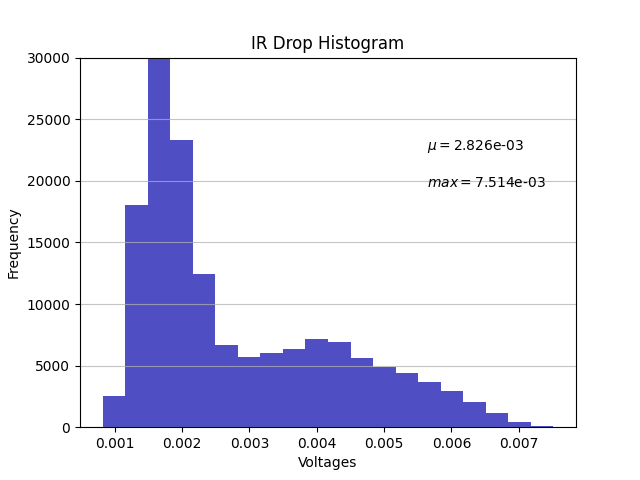 IR Drop Histogram
30000
25000
20000
15000
10000
5000
0
Frequency
μ = 2.826e-03
max = 7.514e-03
0.001 0.002 0.003 0.004 0.005 0.006 0.007
Voltages